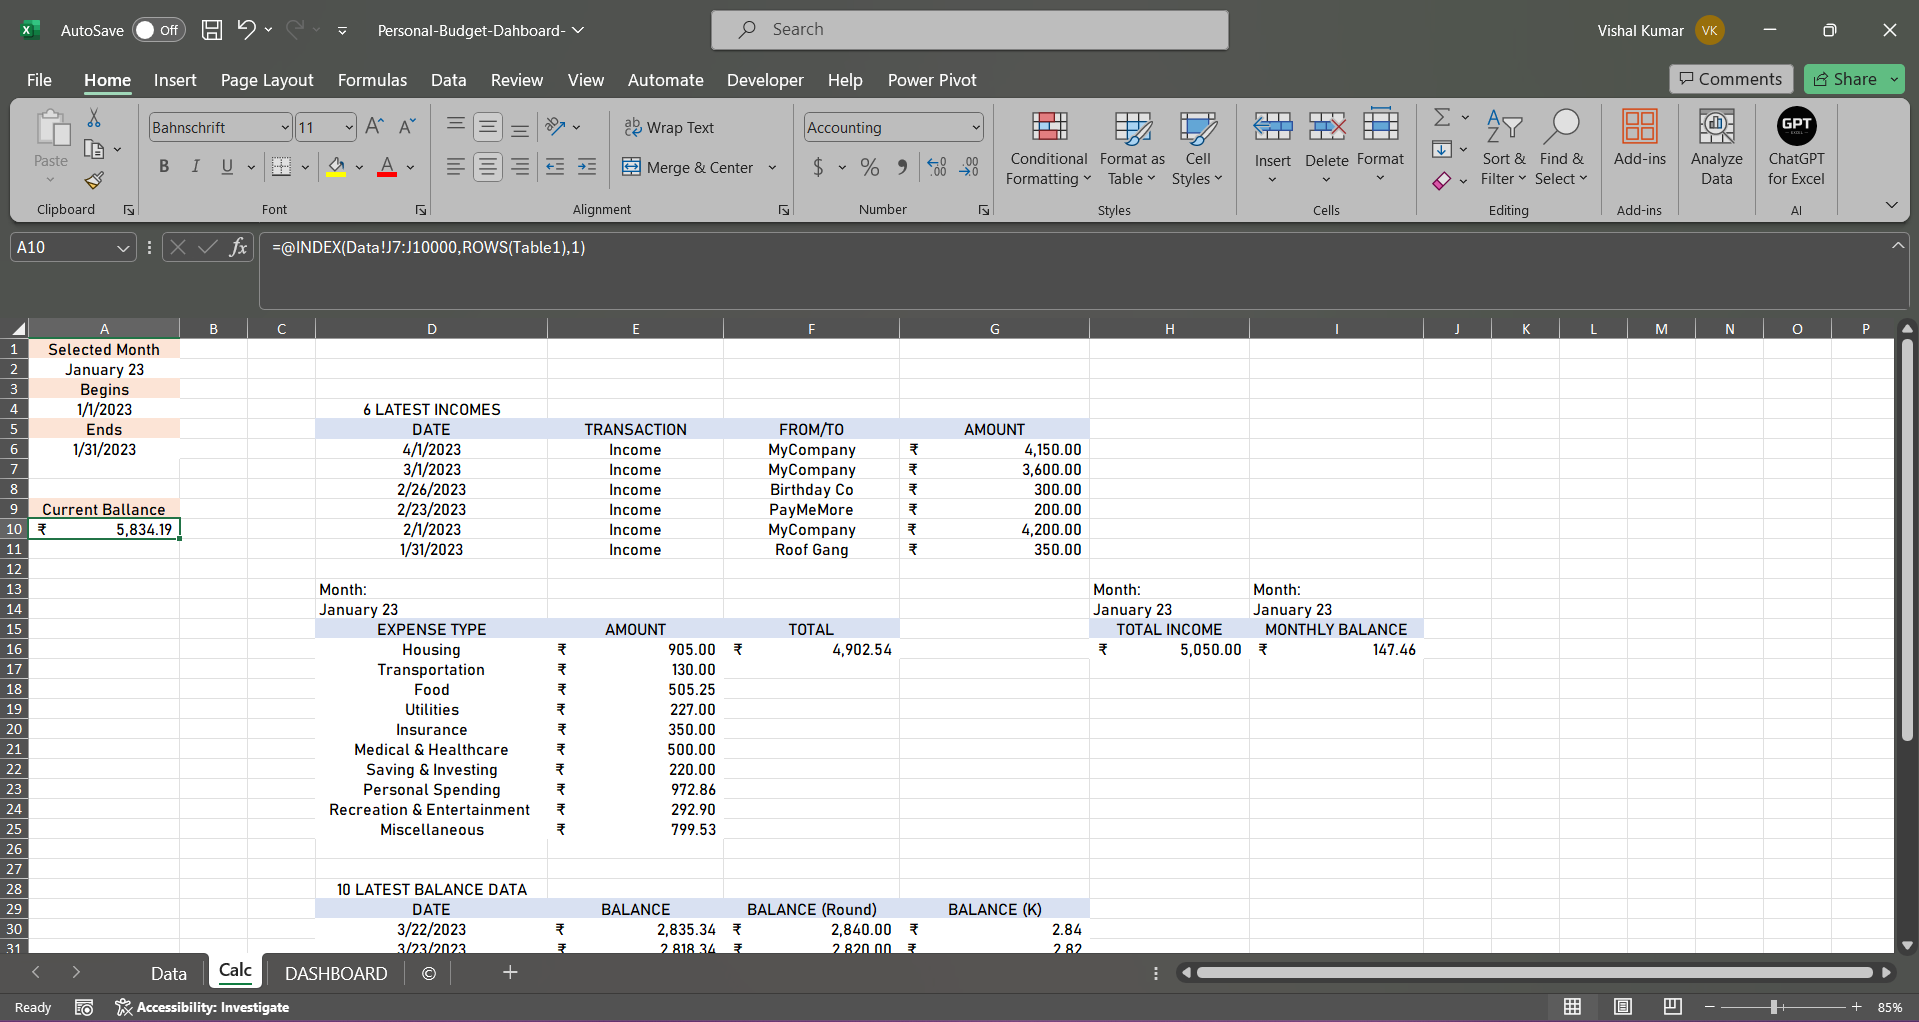 AutoSave Off Personal-Budget-Dahboard- Search Vishal Kumar VK
File Home Insert Page Layout Formulas Data Review View Automate Developer Help Power Pivot Comments Share
Paste Bahnschrift 11 Wrap Text Accounting
B I U Merge & Center $ % Conditional Formatting Format as Table Cell Styles Insert Delete Format Sort & Filter Find & Select Add-ins Analyze Data ChatGPT for Excel
Clipboard Font Alignment Number Styles Cells Editing Add-ins AI
A10 fx =@INDEX(Data!J7:J10000,ROWS(Table1),1)
A B C D E F G H I J K L M N O P
1 Selected Month
2 January 23
3 Begins
4 1/1/2023 6 LATEST INCOMES
5 Ends DATE TRANSACTION FROM/TO AMOUNT
6 1/31/2023 4/1/2023 Income MyCompany ₹ 4,150.00
7 3/1/2023 Income MyCompany ₹ 3,600.00
8 2/26/2023 Income Birthday Co ₹ 300.00
9 Current Ballance 2/23/2023 Income PayMeMore ₹ 200.00
10 ₹ 5,834.19 2/1/2023 Income MyCompany ₹ 4,200.00
11 1/31/2023 Income Roof Gang ₹ 350.00
12
13 Month: Month: Month:
14 January 23 January 23 January 23
15 EXPENSE TYPE AMOUNT TOTAL TOTAL INCOME MONTHLY BALANCE
16 Housing ₹ 905.00 ₹ 4,902.54 ₹ 5,050.00 ₹ 147.46
17 Transportation ₹ 130.00
18 Food ₹ 505.25
19 Utilities ₹ 227.00
20 Insurance ₹ 350.00
21 Medical & Healthcare ₹ 500.00
22 Saving & Investing ₹ 220.00
23 Personal Spending ₹ 972.86
24 Recreation & Entertainment ₹ 292.90
25 Miscellaneous ₹ 799.53
26
27
28 10 LATEST BALANCE DATA
29 DATE BALANCE BALANCE (Round) BALANCE (K)
30 3/22/2023 ₹ 2,835.34 ₹ 2,840.00 ₹ 2.84
31 3/23/2023 ₹ 2,818.34 ₹ 2,820.00 ₹ 2.82
Data Calc DASHBOARD © +
Ready Accessibility: Investigate 85%